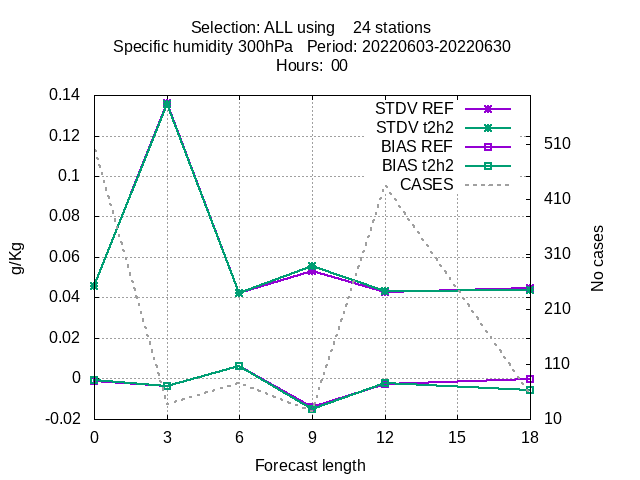 Selection: ALL using    24 stations
Specific humidity 300hPa   Period: 20220603-20220630
Hours:  00
0.14
0.12
0.1
0.08
0.06
0.04
0.02
0
-0.02
g/Kg
STDV REF
STDV t2h2
BIAS REF
BIAS t2h2
CASES
510
410
310
210
110
10
No cases
0 3 6 9 12 15 18
Forecast length